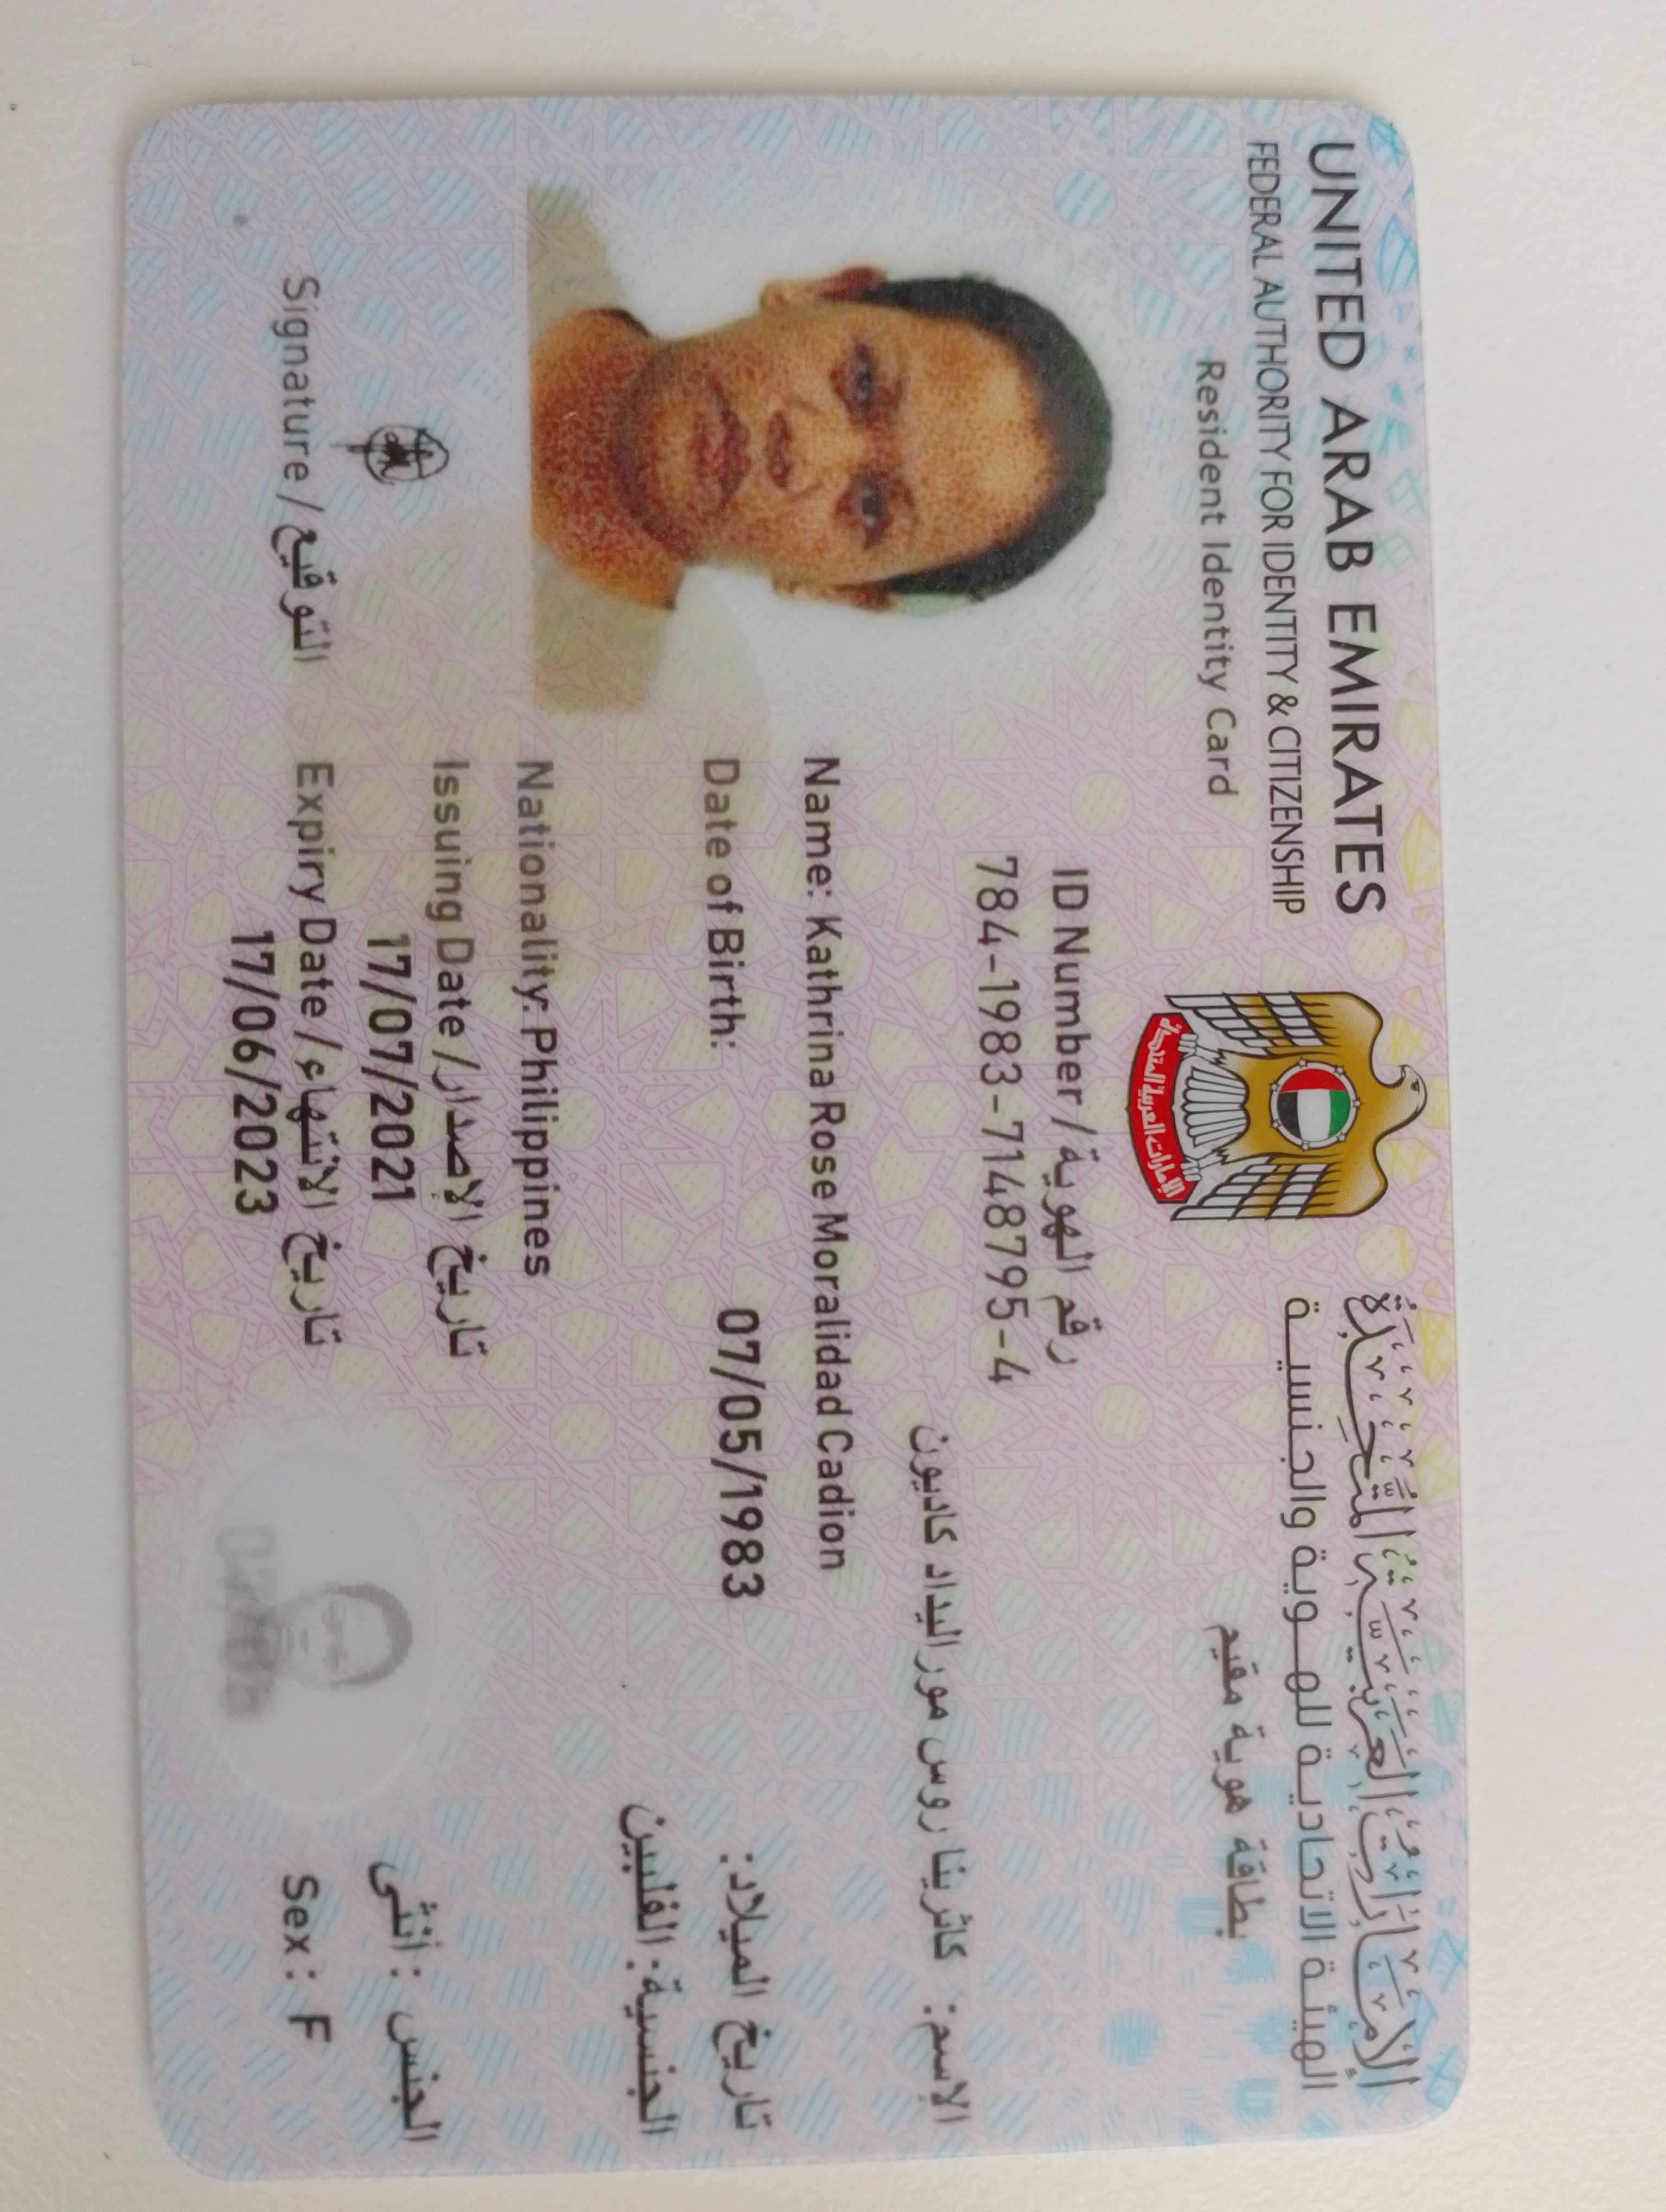 UNITED ARAB EMIRATES
الإمارات العربية المتحدة
FEDERAL AUTHORITY FOR IDENTITY & CITIZENSHIP
الهيئة الاتحادية للهوية والجنسية
Resident Identity Card
بطاقة هوية مقيم
الإمارات العربية المتحدة
ID Number / رقم الهوية
784-1983-7148795-4
الإسم: كاثرينا روس موراليداد كاديون
Name: Kathrina Rose Moralidad Cadion
Date of Birth: 07/05/1983 تاريخ الميلاد:
الجنسية: الفلبين
Nationality: Philippines
Issuing Date / تاريخ الإصدار
17/07/2021
الجنس : أنثى
Expiry Date / تاريخ الانتهاء
17/06/2023
Sex : F
Signature / التوقيع